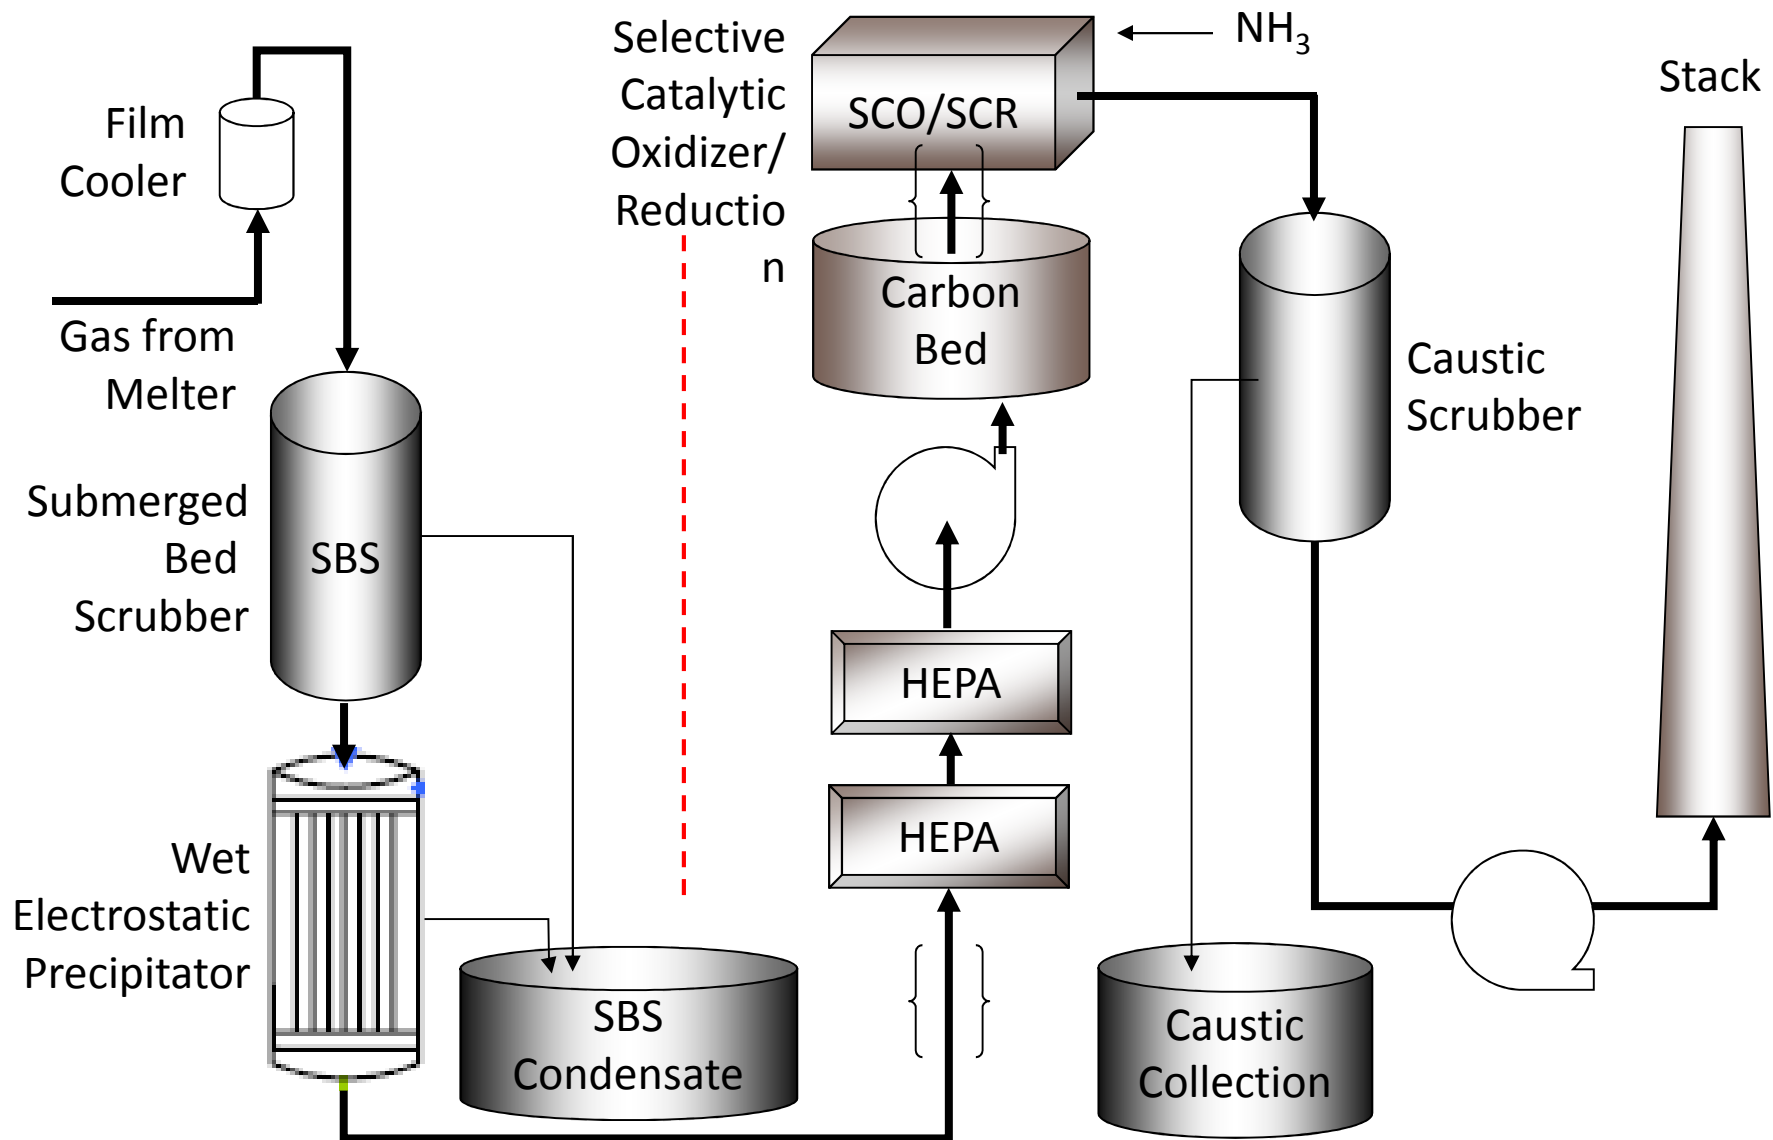 Film
Cooler
Gas from
Melter
Submerged
Bed
Scrubber
SBS
Wet
Electrostatic
Precipitator
SBS
Condensate
Selective
Catalytic
Oxidizer/
Reductio
n
SCO/SCR
NH₃
Carbon
Bed
HEPA
HEPA
Caustic
Scrubber
Caustic
Collection
Stack